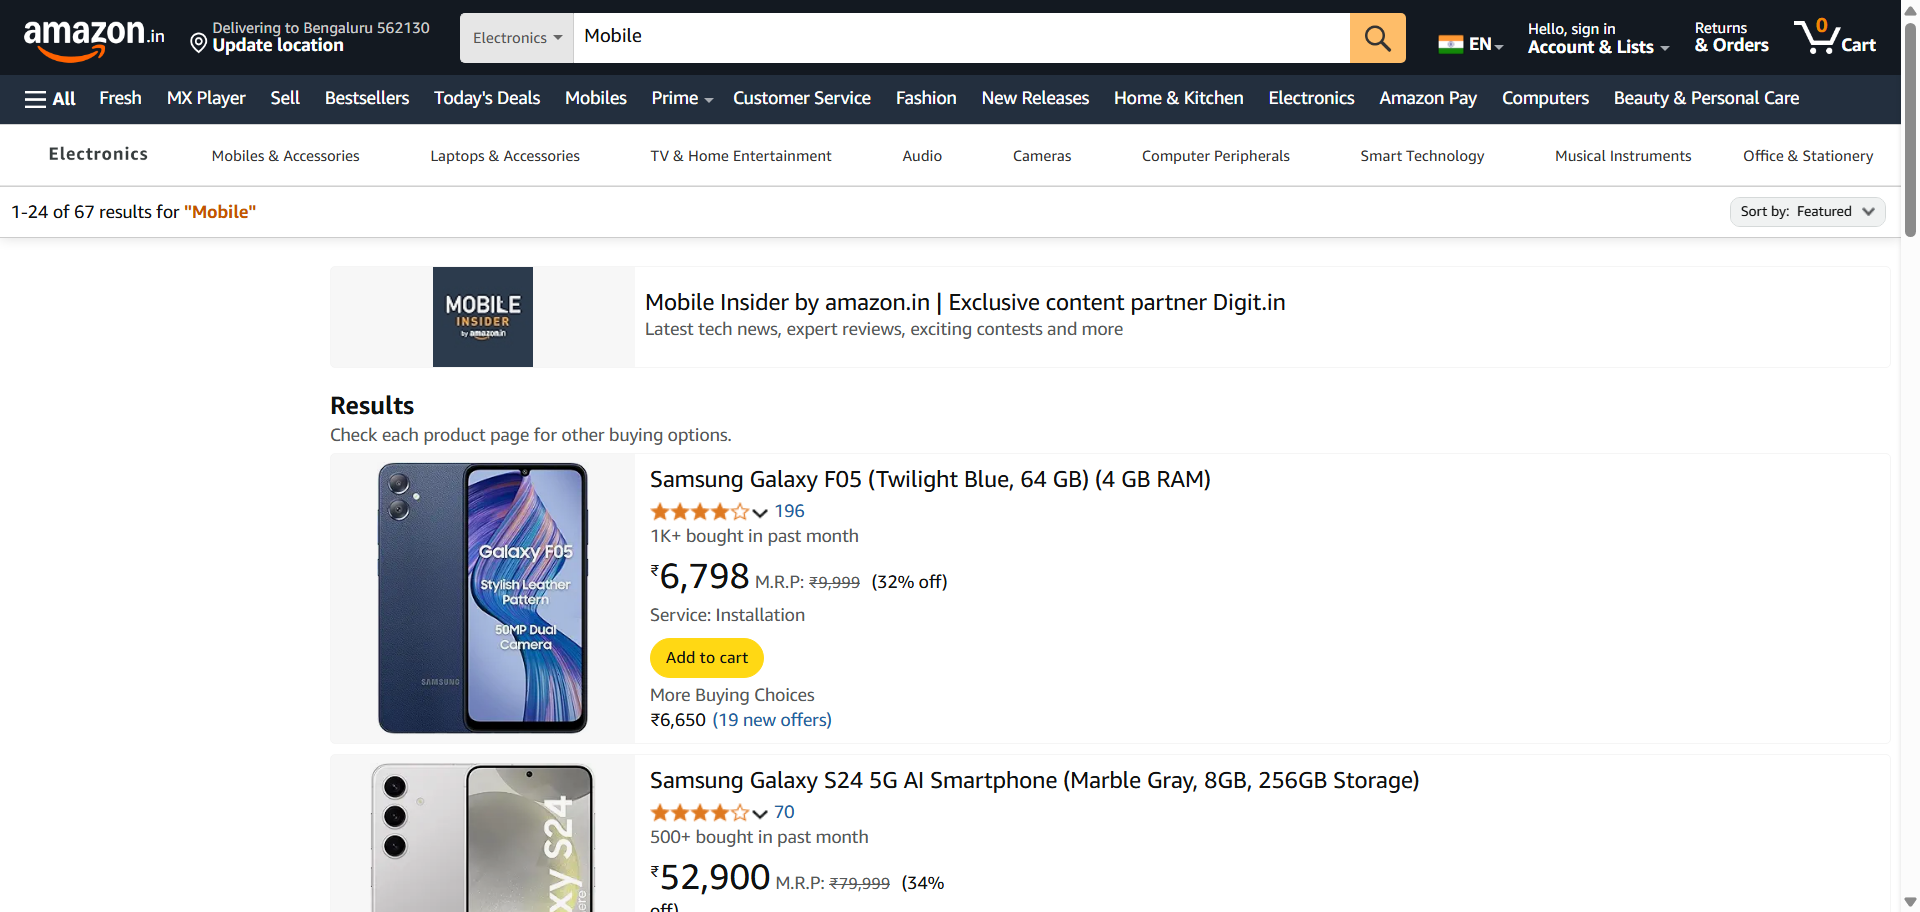 amazon.in
Delivering to Bengaluru 562130
Update location
Electronics
Mobile
EN
Hello, sign in
Account & Lists
Returns
& Orders
0
Cart
All
Fresh
MX Player
Sell
Bestsellers
Today's Deals
Mobiles
Prime
Customer Service
Fashion
New Releases
Home & Kitchen
Electronics
Amazon Pay
Computers
Beauty & Personal Care
Electronics
Mobiles & Accessories
Laptops & Accessories
TV & Home Entertainment
Audio
Cameras
Computer Peripherals
Smart Technology
Musical Instruments
Office & Stationery
1-24 of 67 results for "Mobile"
Sort by: Featured
MOBILE
INSIDER
by amazon.in
Mobile Insider by amazon.in | Exclusive content partner Digit.in
Latest tech news, expert reviews, exciting contests and more
Results
Check each product page for other buying options.
Galaxy F05
Stylish Leather
Pattern
50MP Dual
Camera
SAMSUNG
Samsung Galaxy F05 (Twilight Blue, 64 GB) (4 GB RAM)
196
1K+ bought in past month
₹6,798 M.R.P: ₹9,999 (32% off)
Service: Installation
Add to cart
More Buying Choices
₹6,650 (19 new offers)
Samsung Galaxy S24 5G AI Smartphone (Marble Gray, 8GB, 256GB Storage)
70
500+ bought in past month
₹52,900 M.R.P: ₹79,999 (34%
off)
xy S24